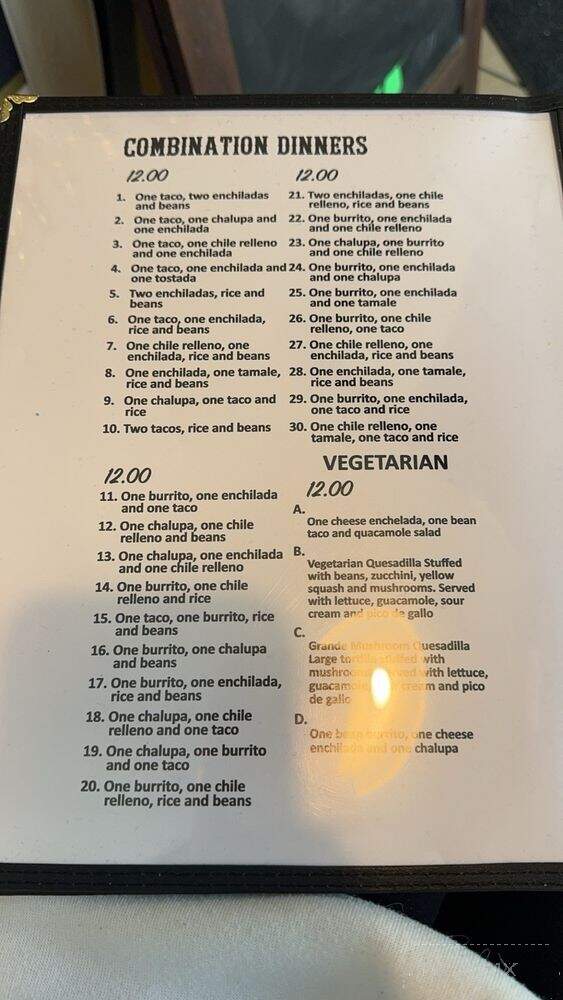 COMBINATION DINNERS
12.00
1. One taco, two enchiladas
and beans
2. One taco, one chalupa and
one enchilada
3. One taco, one chile relleno
and one enchilada
4. One taco, one enchilada and
one tostada
5. Two enchiladas, rice and
beans
6. One taco, one enchilada,
rice and beans
7. One chile relleno, one
enchilada, rice and beans
8. One enchilada, one tamale,
rice and beans
9. One chalupa, one taco and
rice
10. Two tacos, rice and beans
12.00
21. Two enchiladas, one chile
relleno, rice and beans
22. One burrito, one enchilada
and one chile relleno
23. One chalupa, one burrito
and one chile relleno
24. One burrito, one enchilada
and one chalupa
25. One burrito, one enchilada
and one tamale
26. One burrito, one chile
relleno, one taco
27. One chile relleno, one
enchilada, rice and beans
28. One enchilada, one tamale,
rice and beans
29. One burrito, one enchilada,
one taco and rice
30. One chile relleno, one
tamale, one taco and rice
12.00
11. One burrito, one enchilada
and one taco
12. One chalupa, one chile
relleno and beans
13. One chalupa, one enchilada
and one chile relleno
14. One burrito, one chile
relleno and rice
15. One taco, one burrito, rice
and beans
16. One burrito, one chalupa
and beans
17. One burrito, one enchilada,
rice and beans
18. One chalupa, one chile
relleno and one taco
19. One chalupa, one burrito
and one taco
20. One burrito, one chile
relleno, rice and beans
VEGETARIAN
12.00
A.
One cheese enchelada, one bean
taco and quacamole salad
B.
Vegetarian Quesadilla Stuffed
with beans, zucchini, yellow
squash and mushrooms. Served
with lettuce, guacamole, sour
cream and pico de gallo
C.
Grande Mushroom Quesadilla
Large tortilla stuffed with
with lettuce,
and pico
de gallo
D.
One bean burrito, one cheese
enchilada and one chalupa